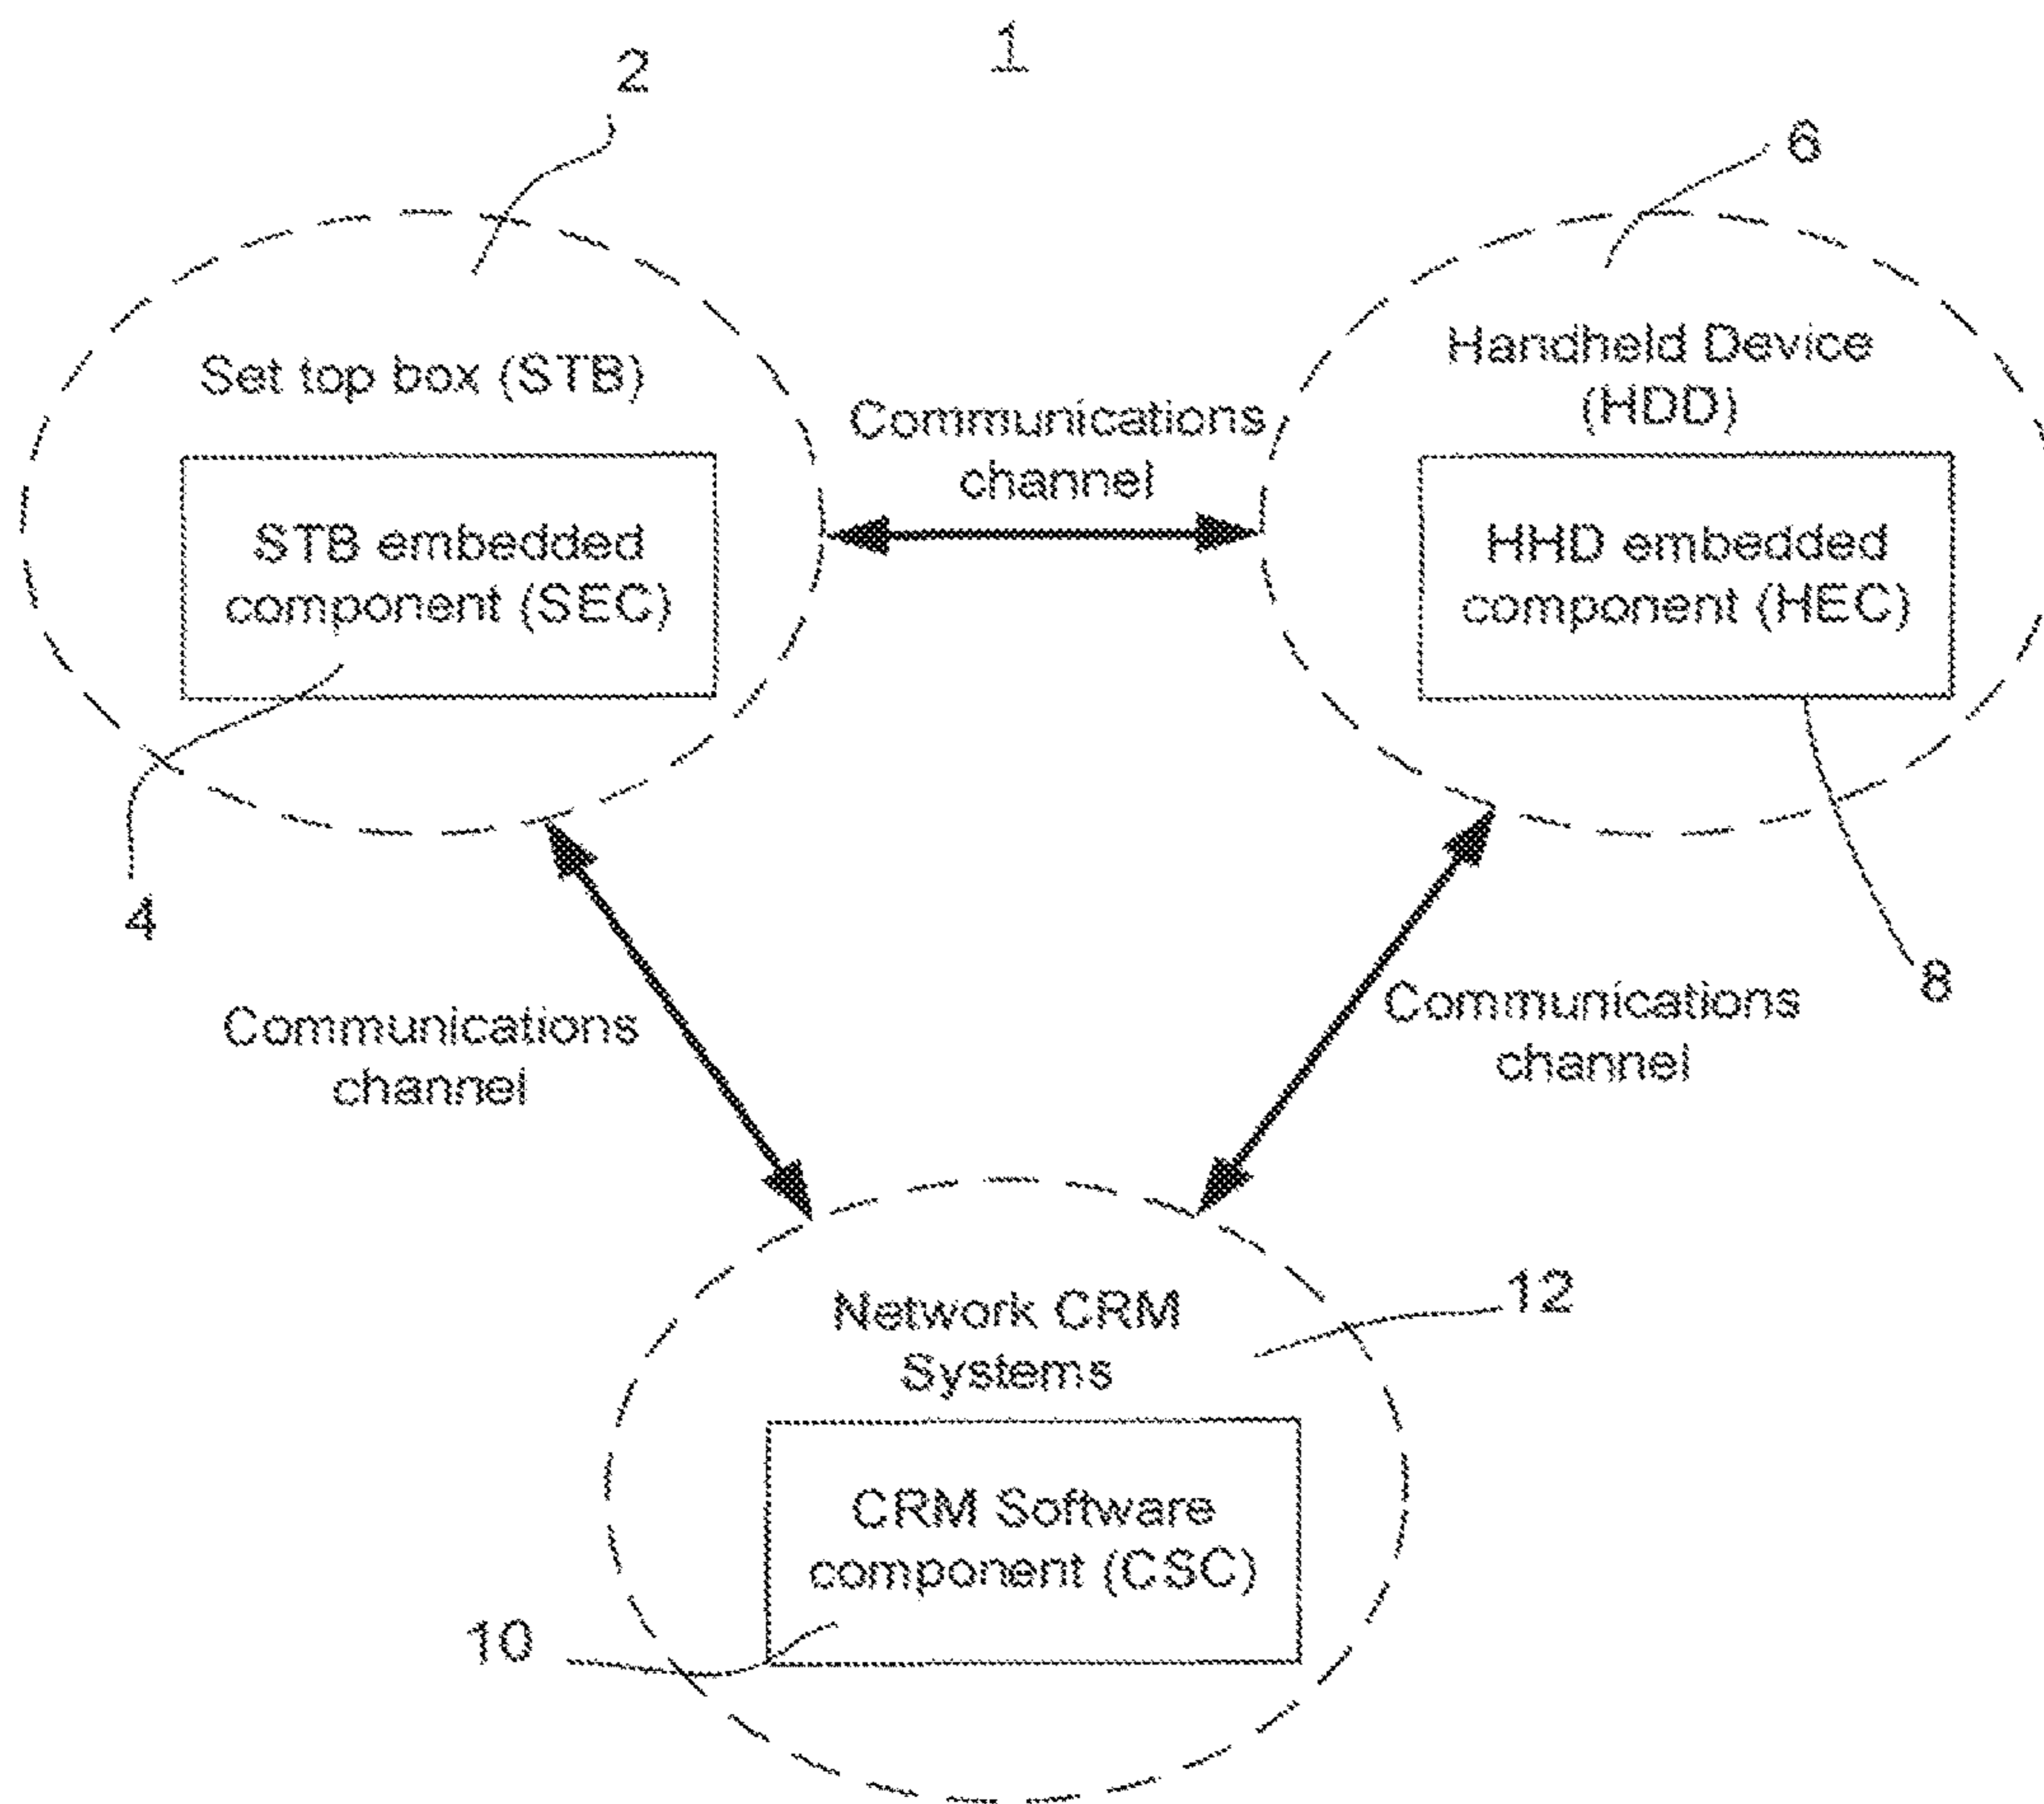 1
2
6
Set top box (STB)
STB embedded
component (SEC)
4
Communications
channel
Handheld Device
(HDD)
HHD embedded
component (HEC)
8
Communications
channel
Communications
channel
Network CRM
Systems
12
CRM Software
component (CSC)
10